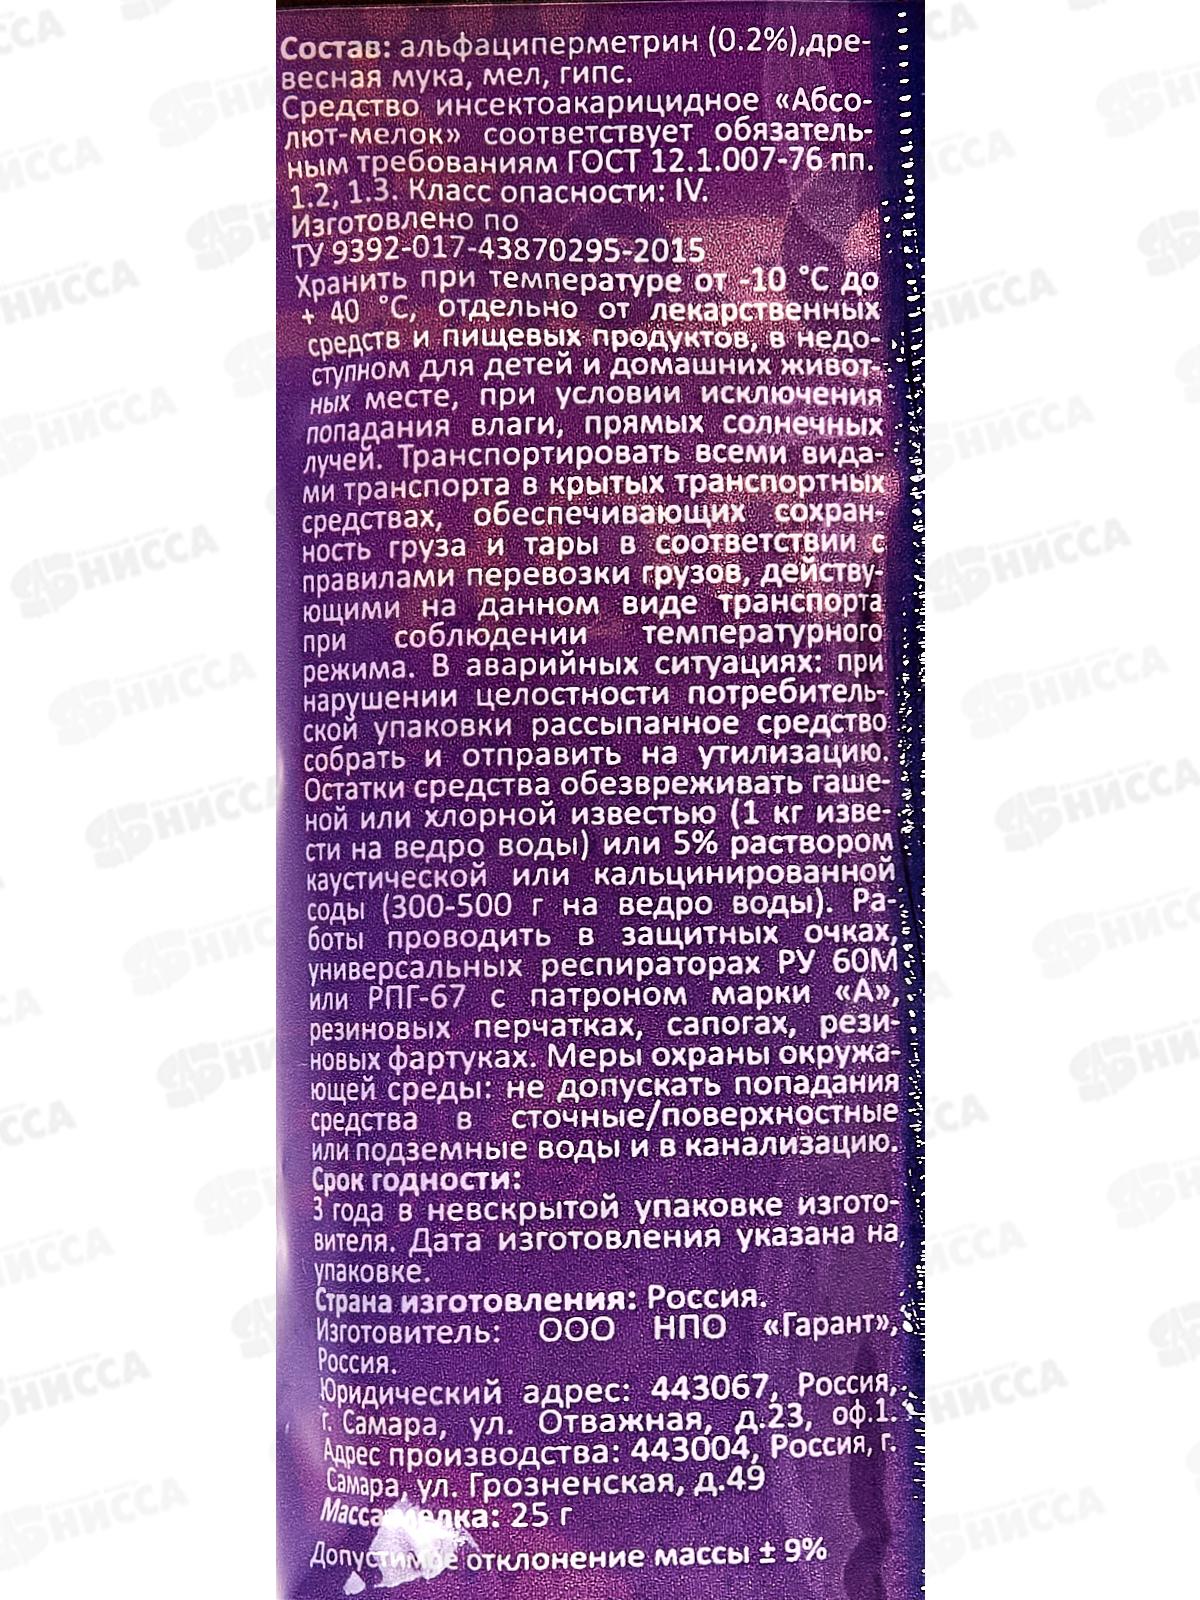 Состав: альфациперметрин (0.2%),дре-
весная мука, мел, гипс.
Средство инсектоакарицидное «Абсо-
лют-мелок» соответствует обязатель-
ным требованиям ГОСТ 12.1.007-76 пп.
1.2, 1.3. Класс опасности: IV.
Изготовлено по
ТУ 9392-017-43870295-2015
Хранить при температуре от -10 °С до
+ 40 °С, отдельно от лекарственных
средств и пищевых продуктов, в недо-
ступном для детей и домашних живот-
ных месте, при условии исключения
попадания влаги, прямых солнечных
лучей. Транспортировать всеми вида-
ми транспорта в крытых транспортных
средствах, обеспечивающих сохран-
ность груза и тары в соответствии с
правилами перевозки грузов, действу-
ющими на данном виде транспорта
при соблюдении температурного
режима. В аварийных ситуациях: при
нарушении целостности потребитель-
ской упаковки рассыпанное средство
собрать и отправить на утилизацию.
Остатки средства обезвреживать гаше-
ной или хлорной известью (1 кг изве-
сти на ведро воды) или 5% раствором
каустической или кальцинированной
соды (300-500 г на ведро воды). Ра-
боты проводить в защитных очках,
универсальных респираторах РУ 60М
или РПГ-67 с патроном марки «А»,
резиновых перчатках, сапогах, рези-
новых фартуках. Меры охраны окружа-
ющей среды: не допускать попадания
средства в сточные/поверхностные
или подземные воды и в канализацию.
Срок годности:
3 года в невскрытой упаковке изгото-
вителя. Дата изготовления указана на
упаковке.
Страна изготовления: Россия.
Изготовитель: ООО НПО «Гарант»,
Россия.
Юридический адрес: 443067, Россия,
г. Самара, ул. Отважная, д.23, оф.1.
Адрес производства: 443004, Россия, г.
Самара, ул. Грозненская, д.49
Масса мелка: 25 г
Допустимое отклонение массы ± 9%